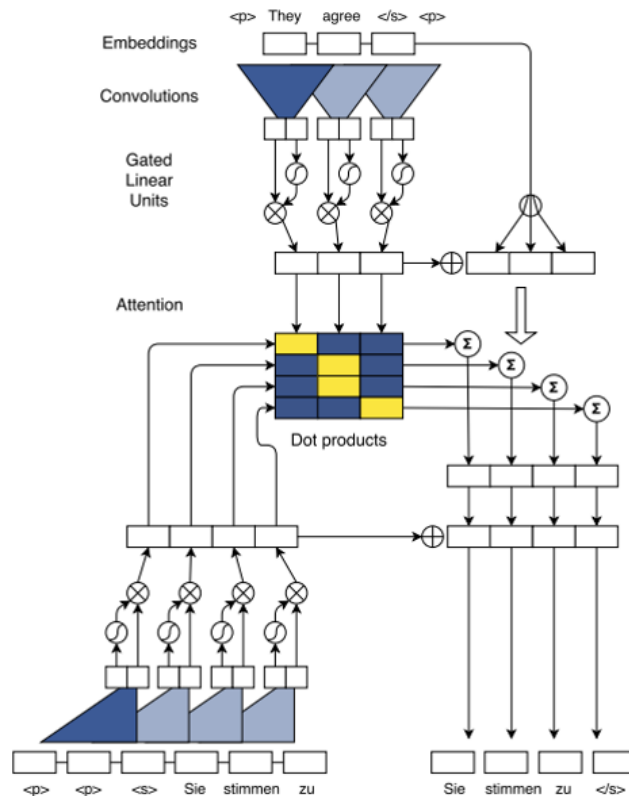 <p> They agree </s> <p>
Embeddings
Convolutions
Gated
Linear
Units
Attention
Σ
Σ
Σ
Σ
Dot products
<p> <p> <s> Sie stimmen zu
Sie stimmen zu </s>